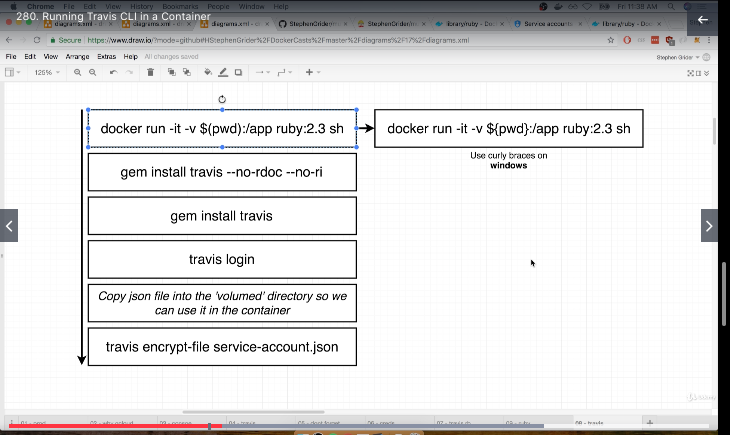 Chrome File Edit View History Bookmarks People Window Help
Fri 11:38 AM
280. Running Travis CLI in a Container
diagrams.xml
diagrams.xml
diagrams.xml
StephenGrider
StephenGrider
library/ruby
Service accounts
library/ruby
Secure https://www.draw.io/?mode=github#HStephenGrider%2FDockerCasts%2Fmaster%2Fdiagrams%2F17%2Fdiagrams.xml
File Edit View Arrange Extras Help All changes saved
Stephen Grider
125%
docker run -it -v $(pwd):/app ruby:2.3 sh
docker run -it -v ${pwd}:/app ruby:2.3 sh
Use curly braces on
windows
gem install travis --no-rdoc --no-ri
gem install travis
travis login
Copy json file into the 'volumed' directory so we
can use it in the container
travis encrypt-file service-account.json